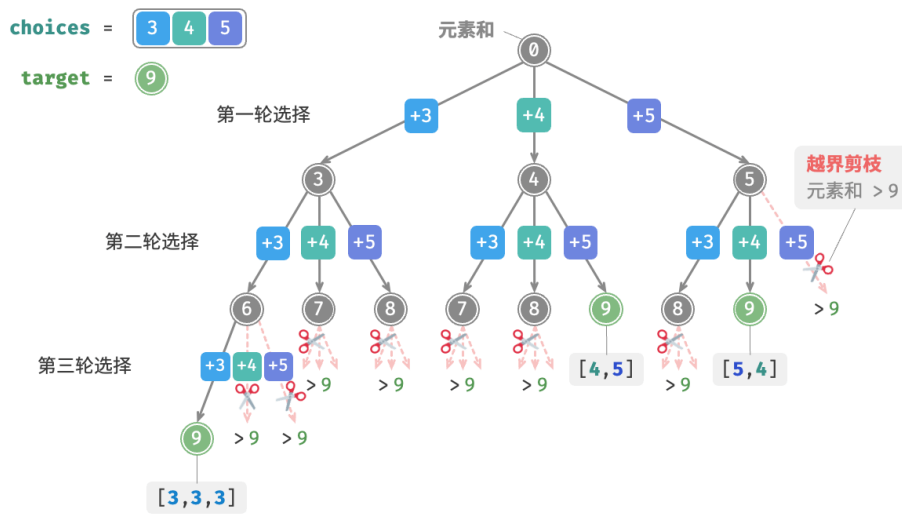 choices = 3 4 5
元素和
0
target = 9
第一轮选择
+3 +4 +5
越界剪枝
元素和 > 9
3 4 5
第二轮选择
+3 +4 +5 +3 +4 +5 +3 +4 +5
6 7 8 7 8 9 8 9 > 9
第三轮选择
+3 +4 +5
> 9 > 9 > 9 > 9 [4,5] > 9 [5,4]
9 > 9 > 9
[3,3,3]